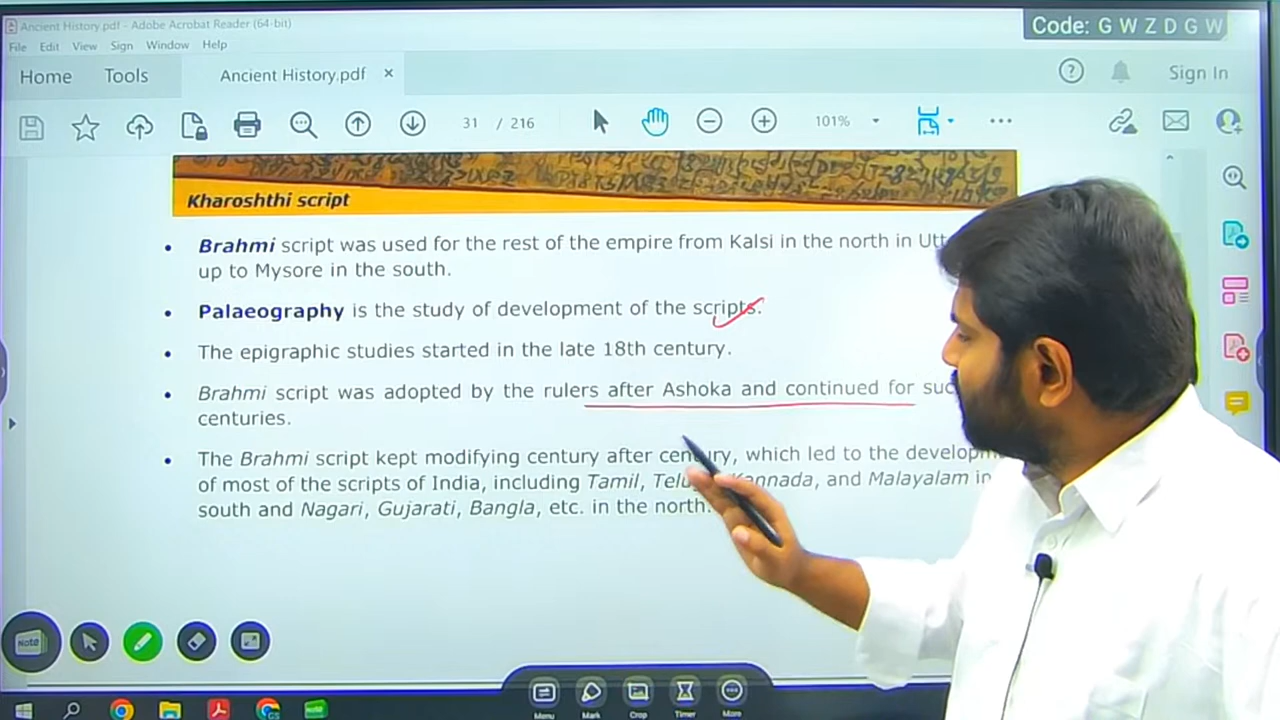 Ancient History.pdf - Adobe Acrobat Reader (64-bit)
Code: G W Z D G W
File Edit View Sign Window Help
Home Tools Ancient History.pdf × Sign In
31 / 216 101%
Kharoshthi script
• Brahmi script was used for the rest of the empire from Kalsi in the north in
up to Mysore in the south.
• Palaeography is the study of development of the scripts.
• The epigraphic studies started in the late 18th century.
• Brahmi script was adopted by the rulers after Ashoka and continued for
centuries.
• The Brahmi script kept modifying century after century, which led to the
of most of the scripts of India, including Tamil, Kannada, and Malayalam in
south and Nagari, Gujarati, Bangla, etc. in the north.
Note
Menu Mark Crop Timer More